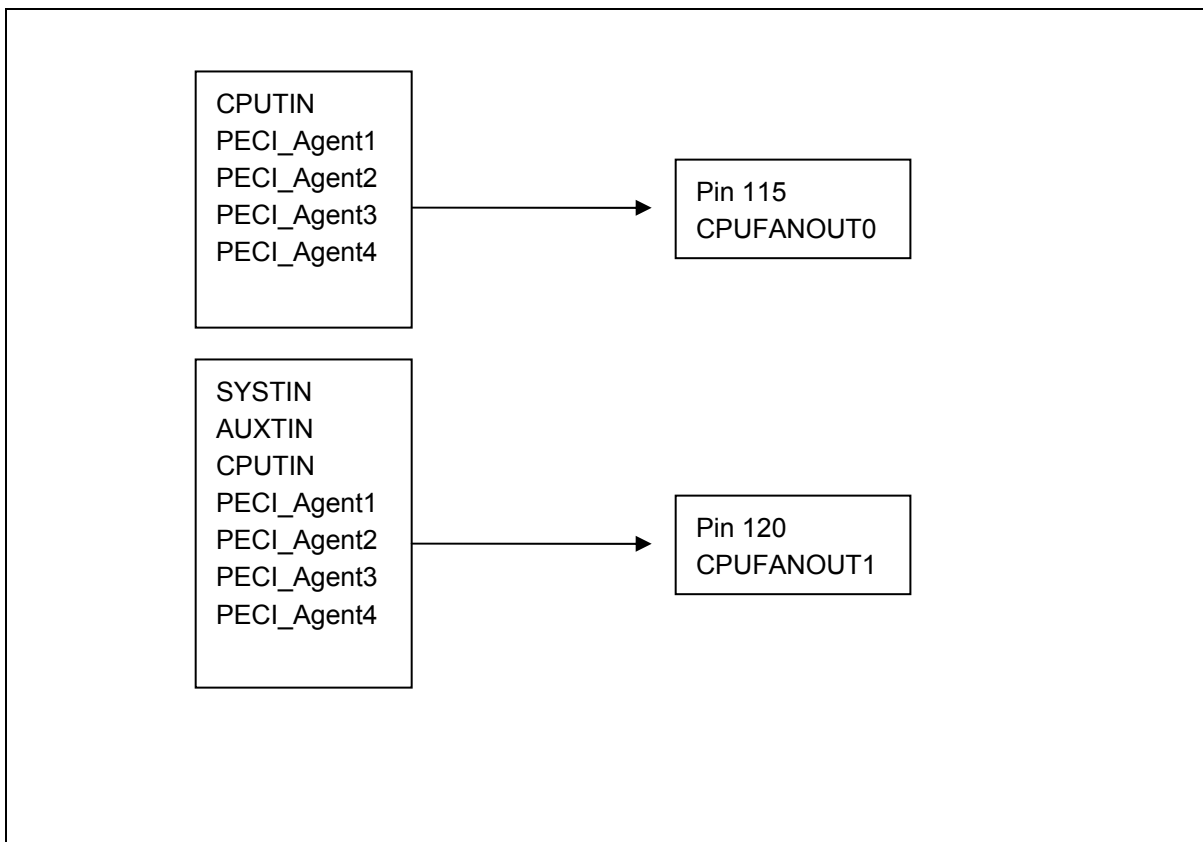 CPUTIN
PECI_Agent1
PECI_Agent2
PECI_Agent3
PECI_Agent4
Pin 115
CPUFANOUT0
SYSTIN
AUXTIN
CPUTIN
PECI_Agent1
PECI_Agent2
PECI_Agent3
PECI_Agent4
Pin 120
CPUFANOUT1